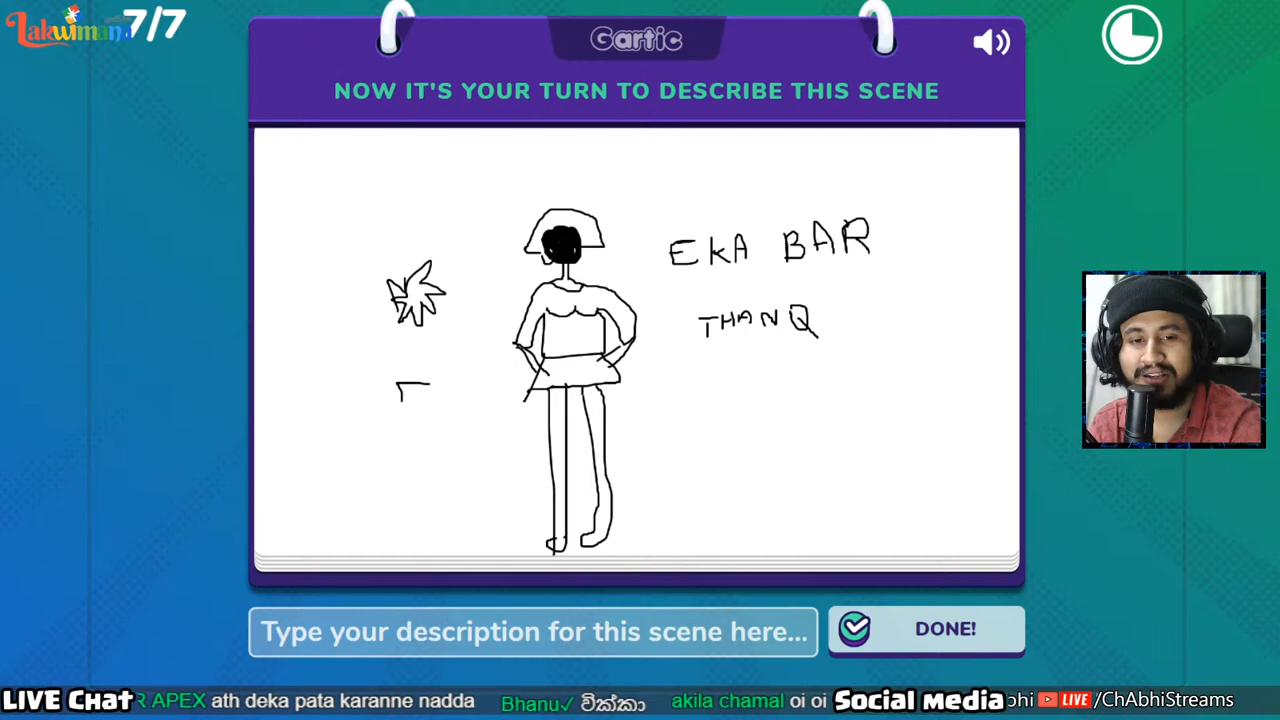 Lakwimana 7/7
Gartic
NOW IT'S YOUR TURN TO DESCRIBE THIS SCENE
EKA BAR
THANQ
Type your description for this scene here...
DONE!
LIVE Chat R APEX ath deka pata karanne nadda Bhanu✓ වික්කා akila chamal oi oi Social Media bhi LIVE /ChAbhiStreams